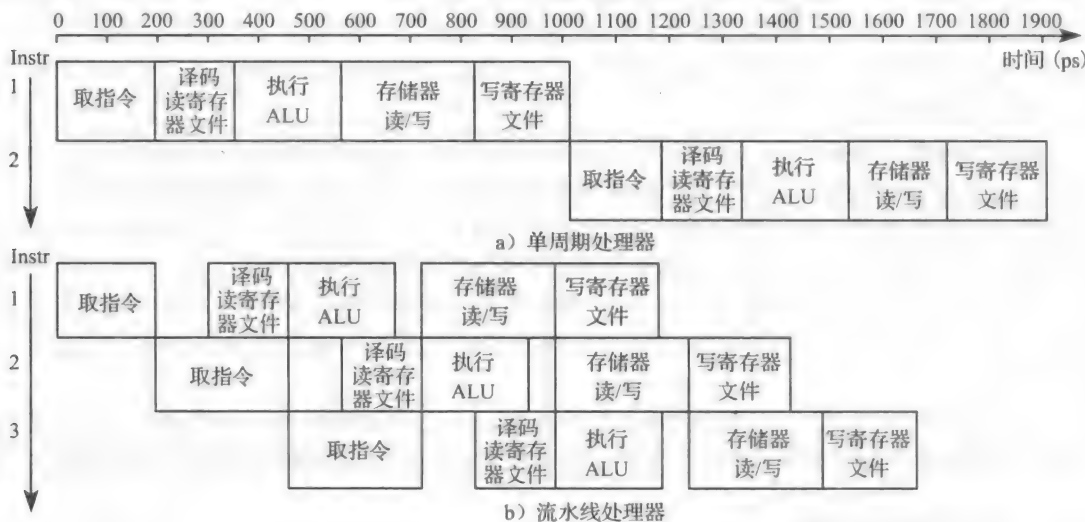 0 100 200 300 400 500 600 700 800 900 1000 1100 1200 1300 1400 1500 1600 1700 1800 1900
时间 (ps)
Instr
1
取指令
译码
读寄存
器文件
执行
ALU
存储器
读/写
写寄存器
文件
2
取指令
译码
读寄存
器文件
执行
ALU
存储器
读/写
写寄存器
文件
a) 单周期处理器
Instr
1
取指令
译码
读寄存
器文件
执行
ALU
存储器
读/写
写寄存器
文件
2
取指令
译码
读寄存
器文件
执行
ALU
存储器
读/写
写寄存器
文件
3
取指令
译码
读寄存
器文件
执行
ALU
存储器
读/写
写寄存器
文件
b) 流水线处理器